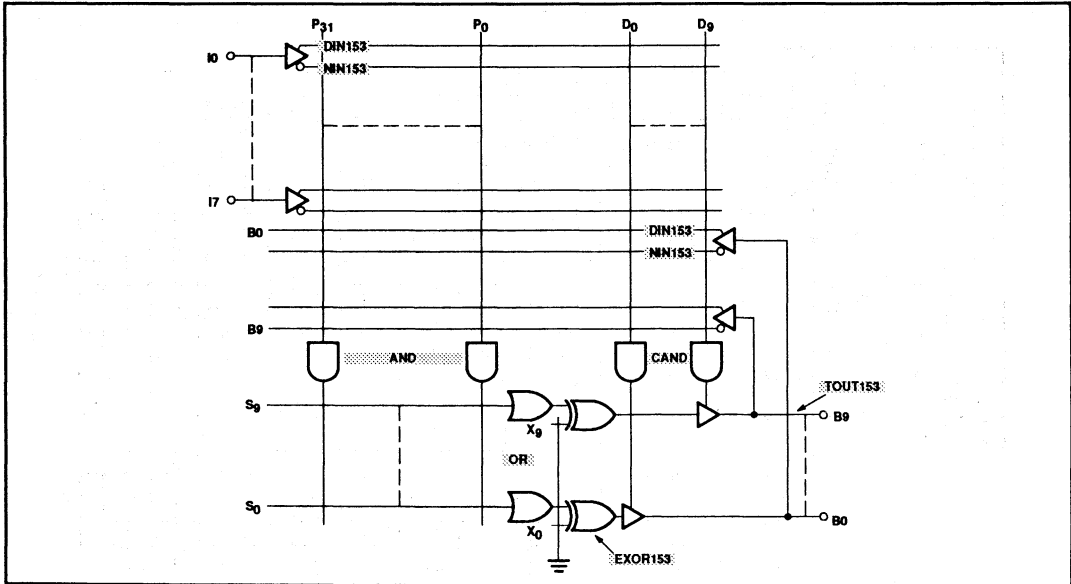 P31 P0 D0 D9
I0
DIN153
NIN153
I7
B0
DIN153
NIN153
B9
AND
CAND
TOUT153
S9
X9
B9
OR
S0
X0
B0
EXOR153